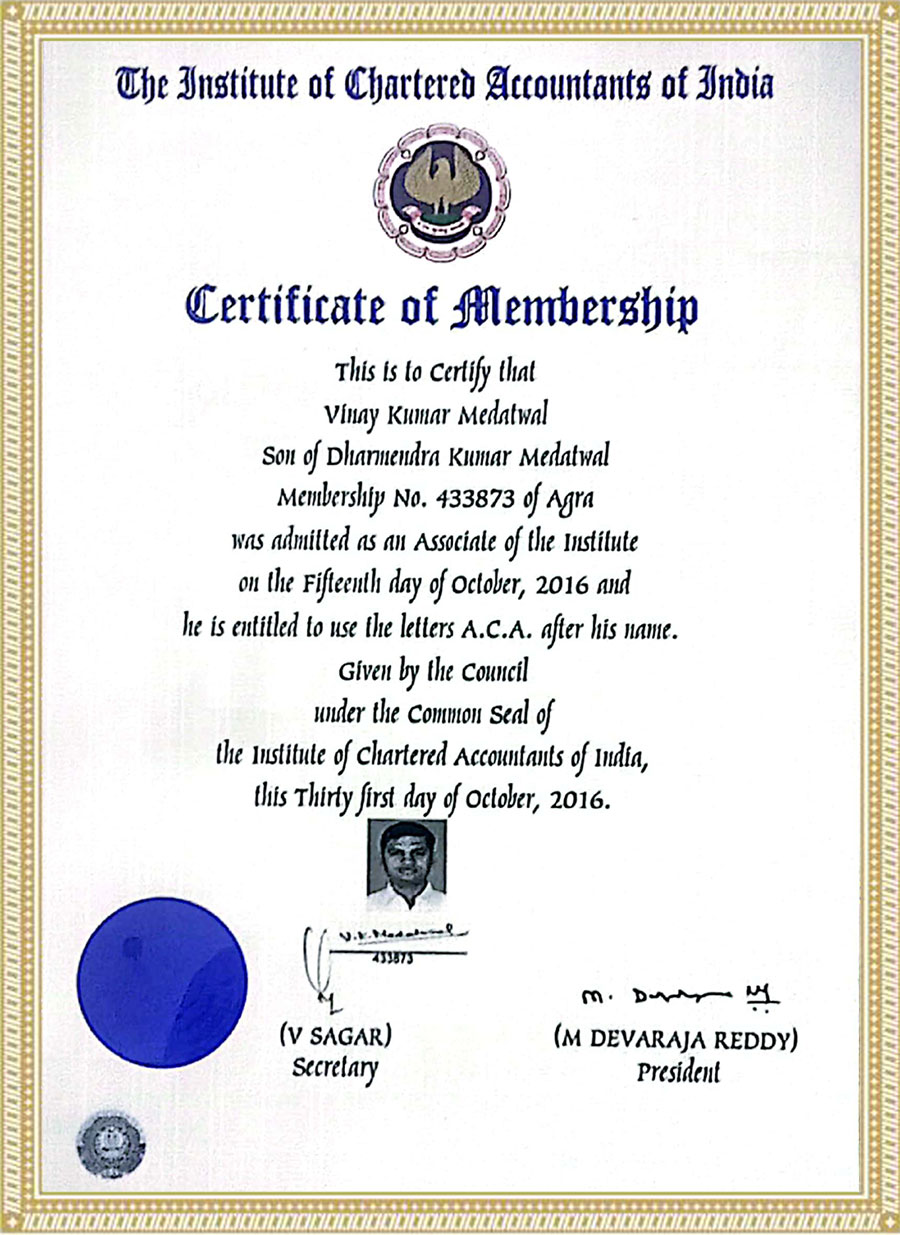 The Institute of Chartered Accountants of India
Certificate of Membership
This is to Certify that
Vinay Kumar Medatwal
Son of Dharmendra Kumar Medatwal
Membership No. 433873 of Agra
was admitted as an Associate of the Institute
on the Fifteenth day of October, 2016 and
he is entitled to use the letters A.C.A. after his name.
Given by the Council
under the Common Seal of
the Institute of Chartered Accountants of India,
this Thirty first day of October, 2016.
V.K. Medatwal
433873
(V SAGAR)
Secretary
(M DEVARAJA REDDY)
President